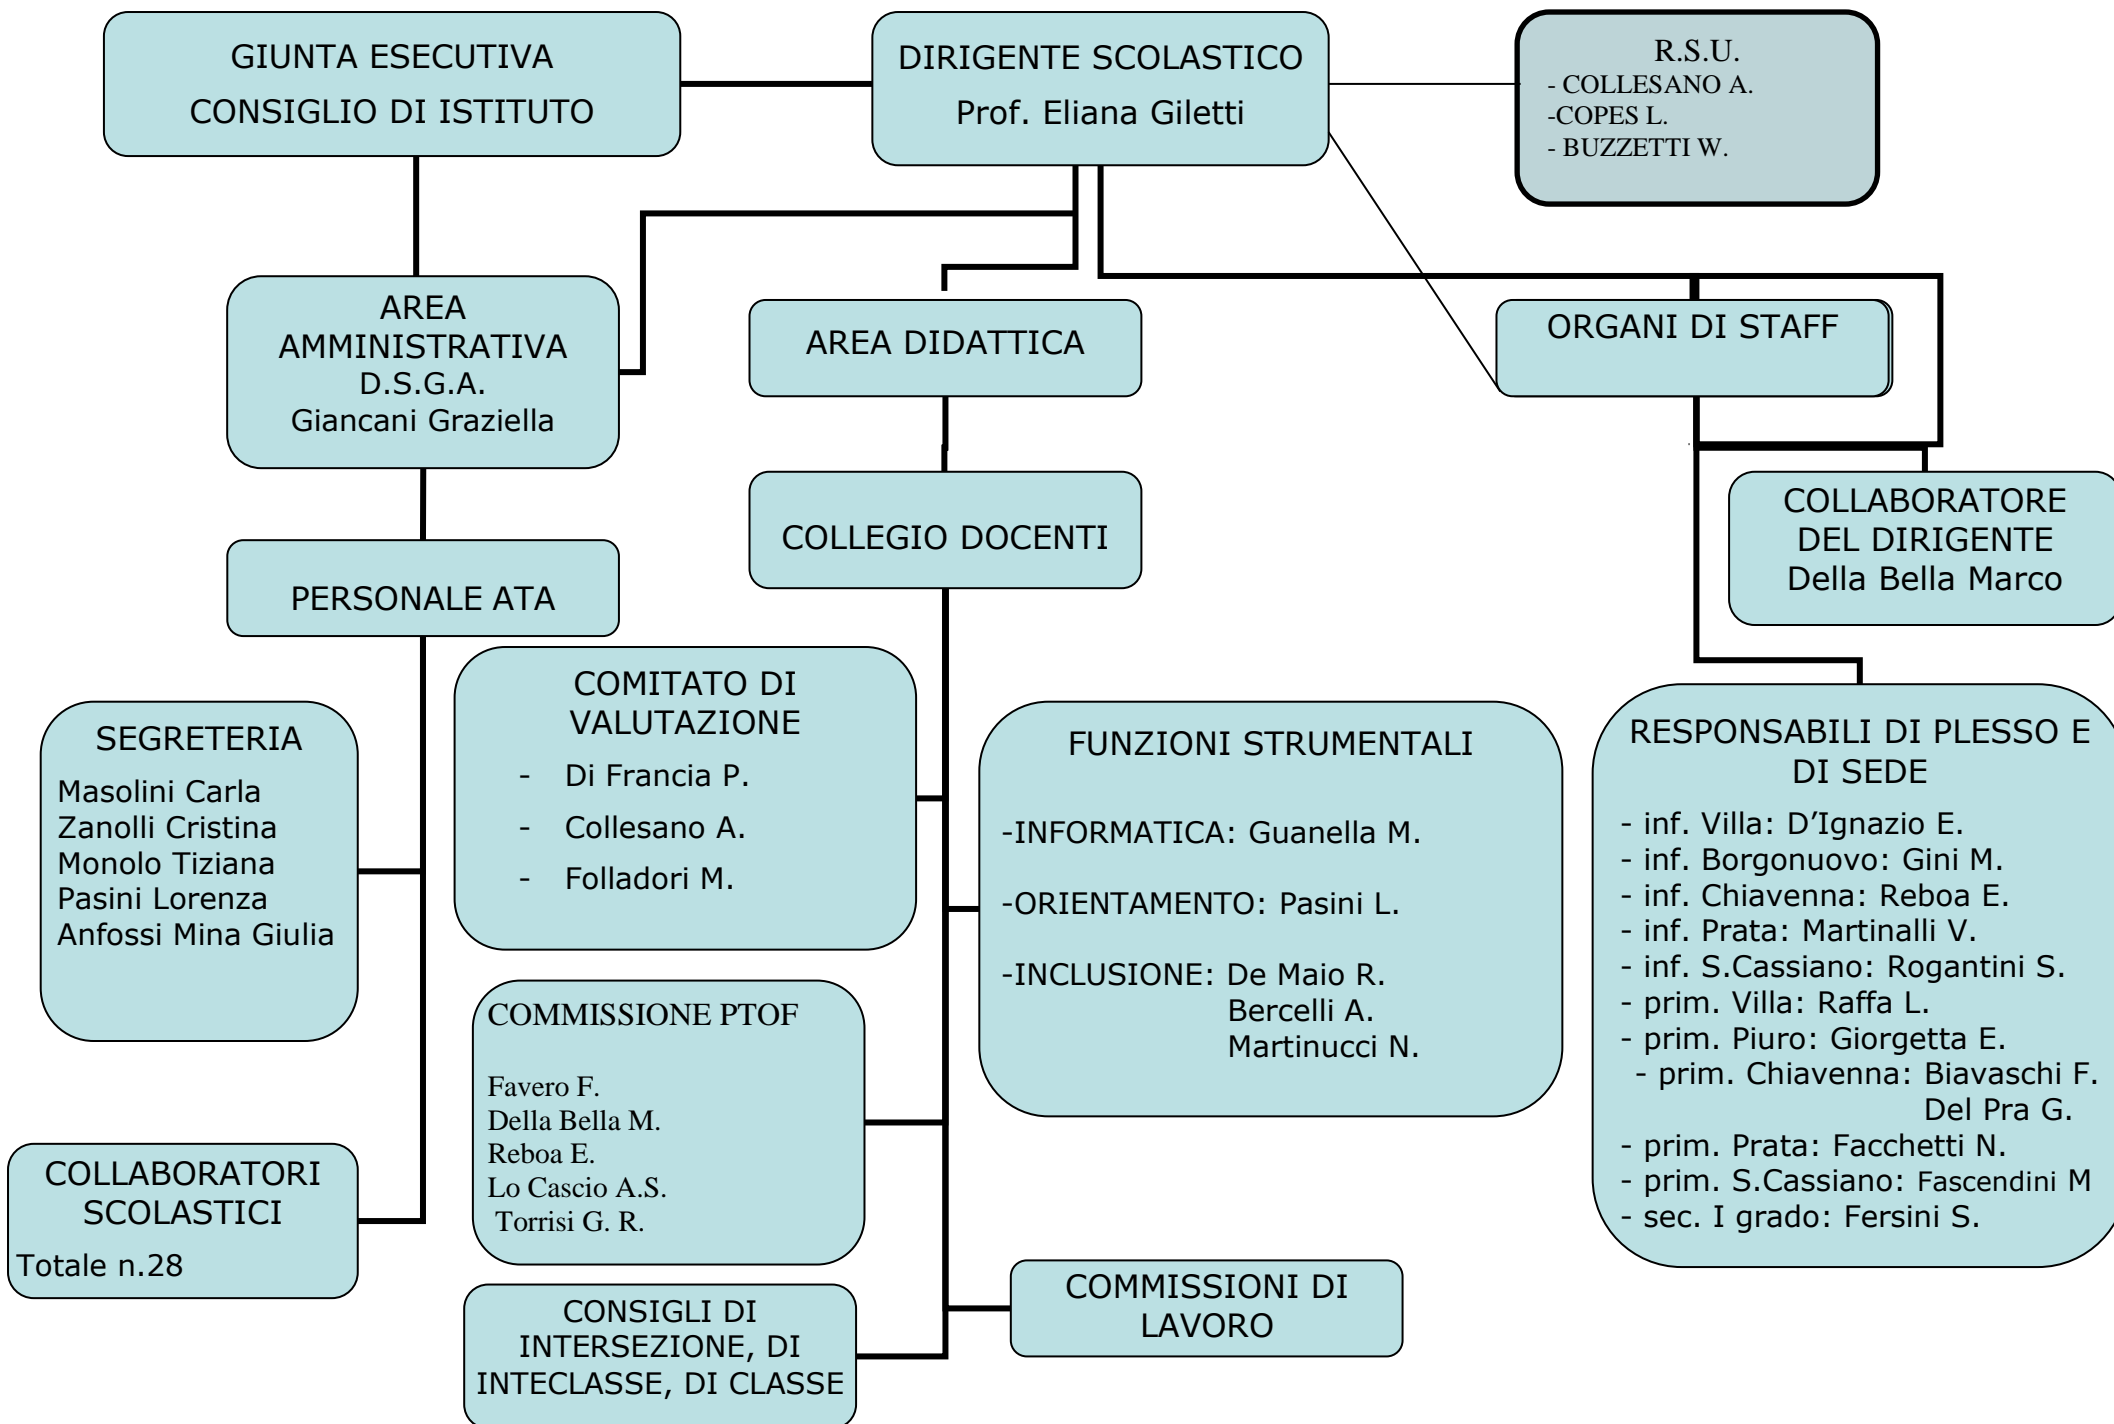 GIUNTA ESECUTIVA
CONSIGLIO DI ISTITUTO
DIRIGENTE SCOLASTICO
Prof. Eliana Giletti
R.S.U.
- COLLESANO A.
-COPES L.
- BUZZETTI W.
AREA
AMMINISTRATIVA
D.S.G.A.
Giancani Graziella
AREA DIDATTICA
ORGANI DI STAFF
COLLEGIO DOCENTI
COLLABORATORE
DEL DIRIGENTE
Della Bella Marco
PERSONALE ATA
COMITATO DI
VALUTAZIONE
- Di Francia P.
- Collesano A.
- Folladori M.
SEGRETERIA
Masolini Carla
Zanolli Cristina
Monolo Tiziana
Pasini Lorenza
Anfossi Mina Giulia
FUNZIONI STRUMENTALI
-INFORMATICA: Guanella M.
-ORIENTAMENTO: Pasini L.
-INCLUSIONE: De Maio R.
Bercelli A.
Martinucci N.
RESPONSABILI DI PLESSO E
DI SEDE
- inf. Villa: D’Ignazio E.
- inf. Borgonuovo: Gini M.
- inf. Chiavenna: Reboa E.
- inf. Prata: Martinalli V.
- inf. S.Cassiano: Rogantini S.
- prim. Villa: Raffa L.
- prim. Piuro: Giorgetta E.
- prim. Chiavenna: Biavaschi F.
Del Pra G.
- prim. Prata: Facchetti N.
- prim. S.Cassiano: Fascendini M
- sec. I grado: Fersini S.
COMMISSIONE PTOF
Favero F.
Della Bella M.
Reboa E.
Lo Cascio A.S.
Torrisi G. R.
COLLABORATORI
SCOLASTICI
Totale n.28
CONSIGLI DI
INTERSEZIONE, DI
INTECLASSE, DI CLASSE
COMMISSIONI DI
LAVORO